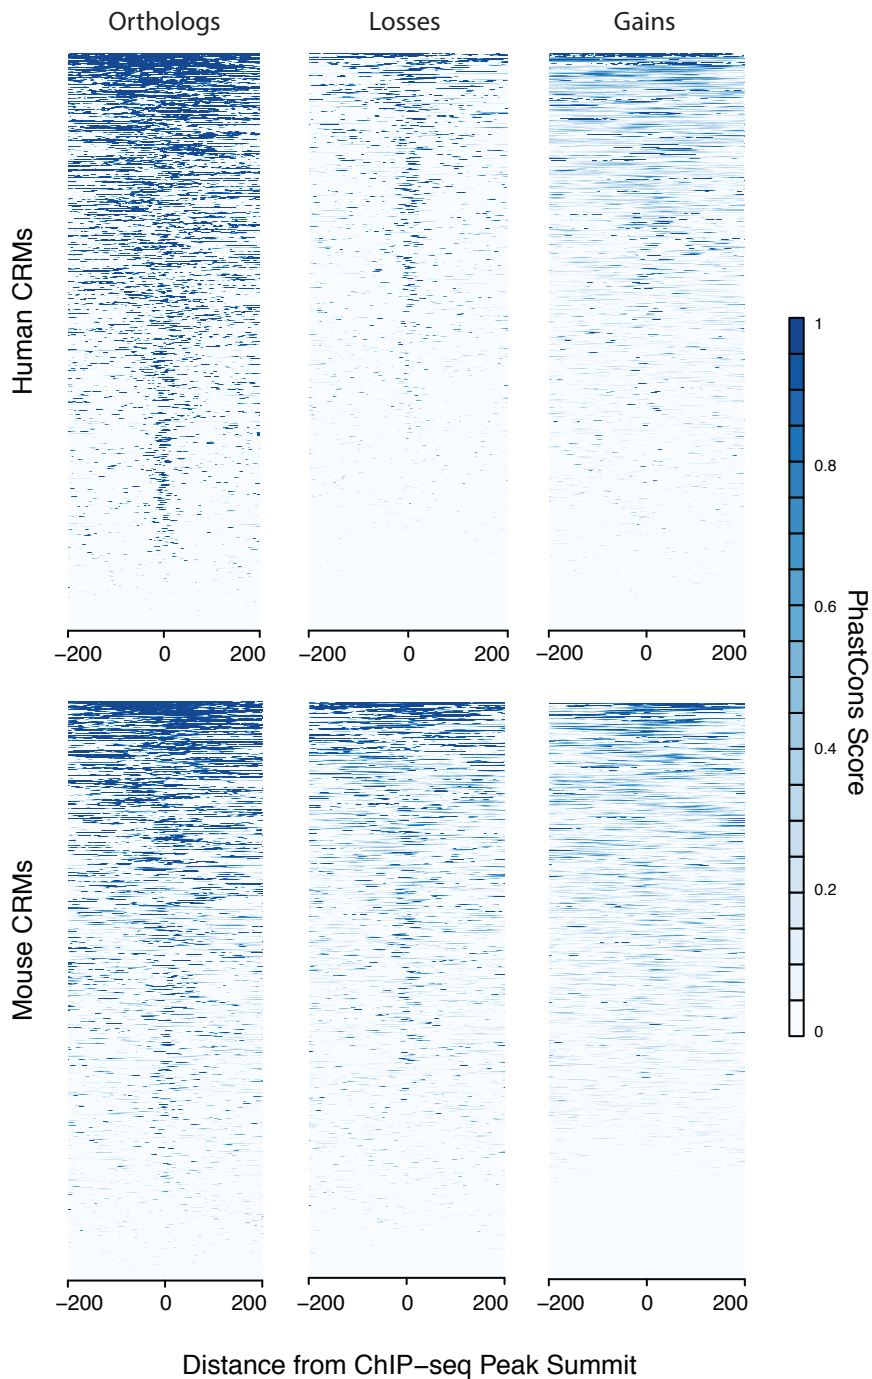 Orthologs Losses Gains
Human CRMs
−200 0 200 −200 0 200 −200 0 200
Mouse CRMs
−200 0 200 −200 0 200 −200 0 200
Distance from ChIP−seq Peak Summit
1
0.8
0.6
0.4
0.2
0
PhastCons Score